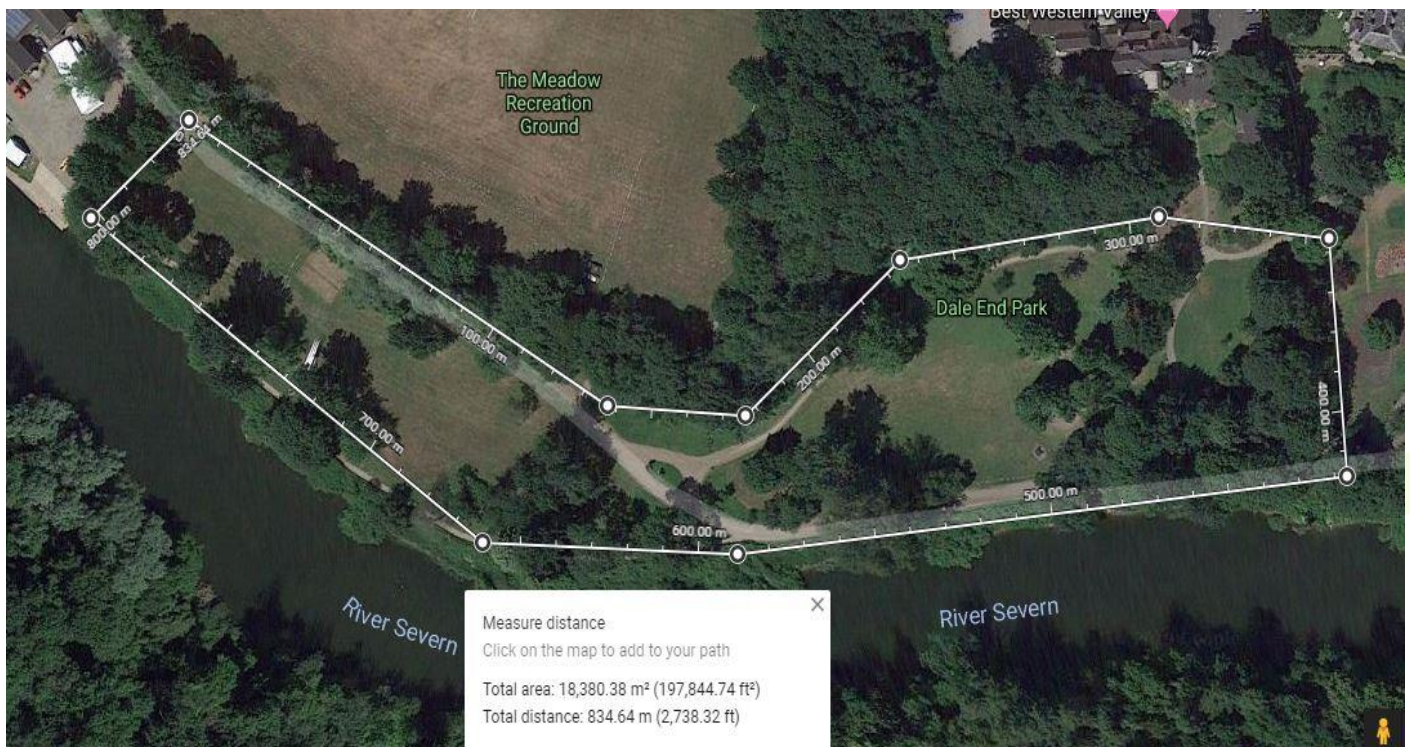 Best Western Valley
The Meadow
Recreation
Ground
834.64 m
800.00 m
300.00 m
Dale End Park
100.00 m
200.00 m
400.00 m
700.00 m
500.00 m
600.00 m
River Severn
River Severn
Measure distance
Click on the map to add to your path
Total area: 18,380.38 m² (197,844.74 ft²)
Total distance: 834.64 m (2,738.32 ft)